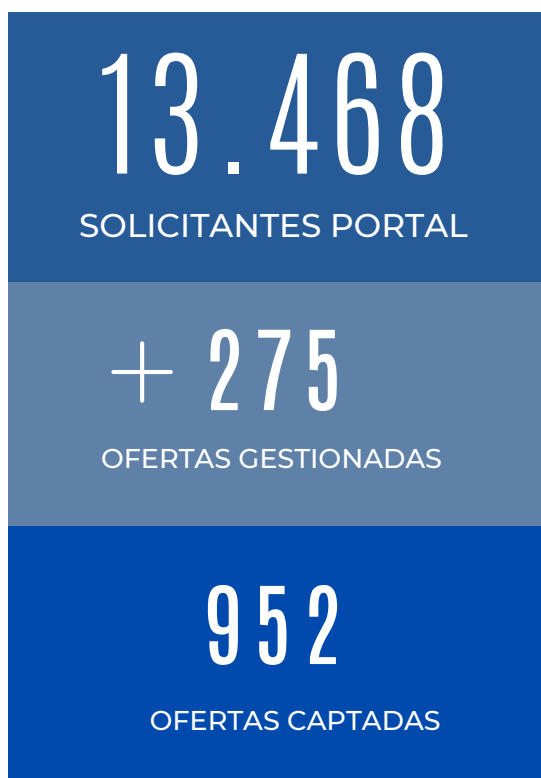 13.468
SOLICITANTES PORTAL
+ 275
OFERTAS GESTIONADAS
952
OFERTAS CAPTADAS